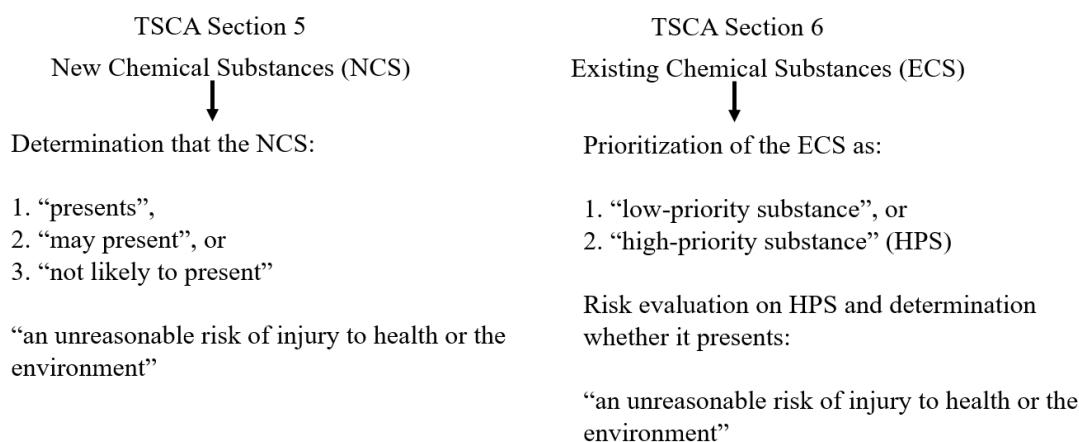 TSCA Section 5
New Chemical Substances (NCS)
Determination that the NCS:
1. “presents”,
2. “may present”, or
3. “not likely to present”
“an unreasonable risk of injury to health or the
environment”
TSCA Section 6
Existing Chemical Substances (ECS)
Prioritization of the ECS as:
1. “low-priority substance”, or
2. “high-priority substance” (HPS)
Risk evaluation on HPS and determination
whether it presents:
“an unreasonable risk of injury to health or the
environment”